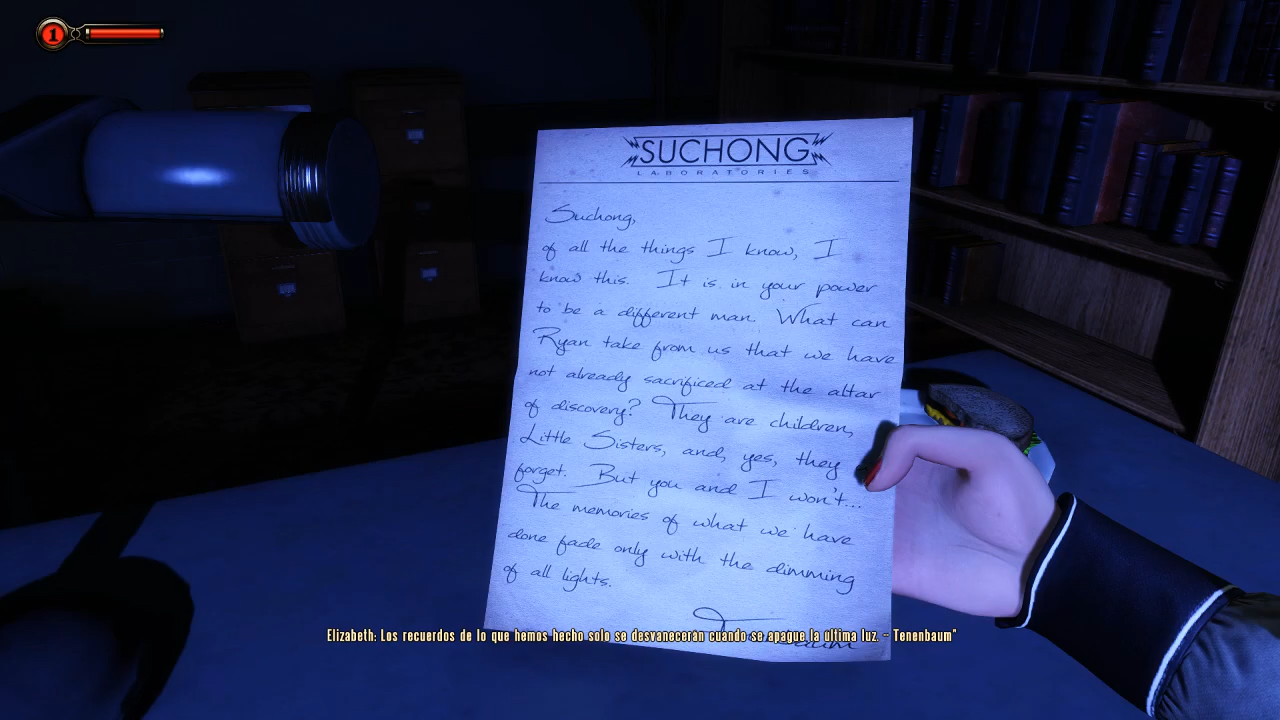 1
SUCHONG
LABORATORIES
Suchong,
of all the things I know, I
know this. It is in your power
to be a different man. What can
Ryan take from us that we have
not already sacrificed at the altar
of discovery? They are children,
Little Sisters, and, yes, they
forget. But you and I won't...
The memories of what we have
done fade only with the dimming
of all lights.
Elizabeth: Los recuerdos de lo que hemos hecho solo se desvanecerán cuando se apague la última luz. - Tenenbaum"